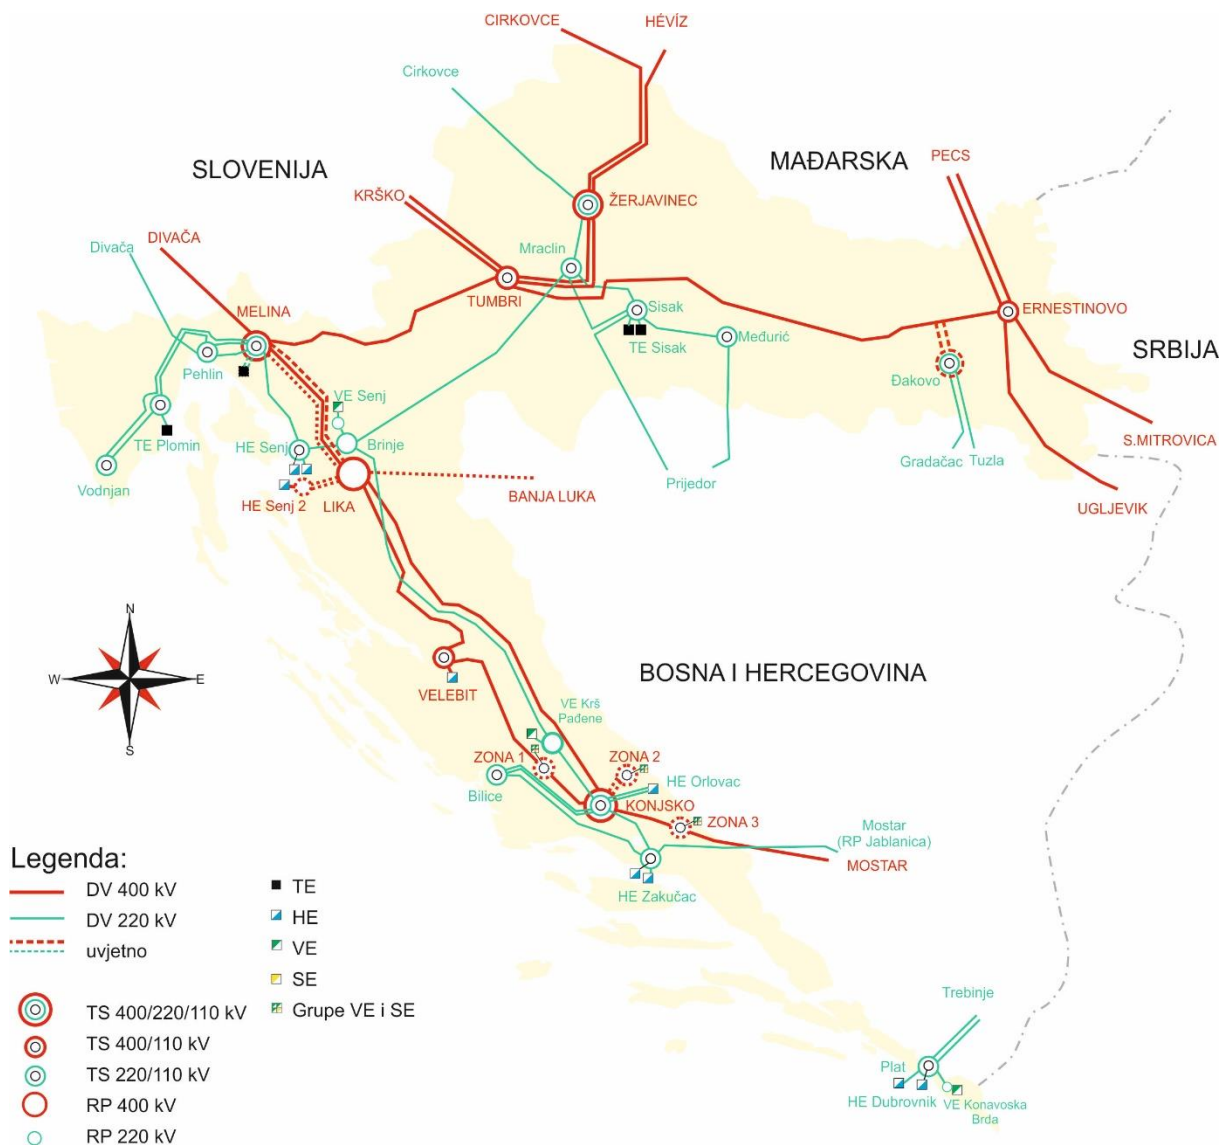 CIRKOVCE
HÉVÍZ
Cirkovce
SLOVENIJA
MAĐARSKA
PECS
KRŠKO
ŽERJAVINEC
Divača
DIVAČA
Mraclin
TUMBRI
MELINA
Sisak
ERNESTINOVO
TE Sisak
Međurić
SRBIJA
Pehlin
Đakovo
VE Senj
TE Plomin
HE Senj
Brinje
S.MITROVICA
Gradačac
Tuzla
Vodnjan
Prijedor
BANJA LUKA
UGLJEVIK
HE Senj 2
LIKA
N
W
E
S
BOSNA I HERCEGOVINA
VELEBIT
VE Krš
Pađene
ZONA 1
ZONA 2
HE Orlovac
Bilice
KONJSKO
ZONA 3
Mostar
(RP Jablanica)
MOSTAR
HE Zakučac
Legenda:
DV 400 kV
DV 220 kV
uvjetno
TS 400/220/110 kV
TS 400/110 kV
TS 220/110 kV
RP 400 kV
RP 220 kV
TE
HE
VE
SE
Grupe VE i SE
Trebinje
Plat
HE Dubrovnik
VE Konavoska
Brda